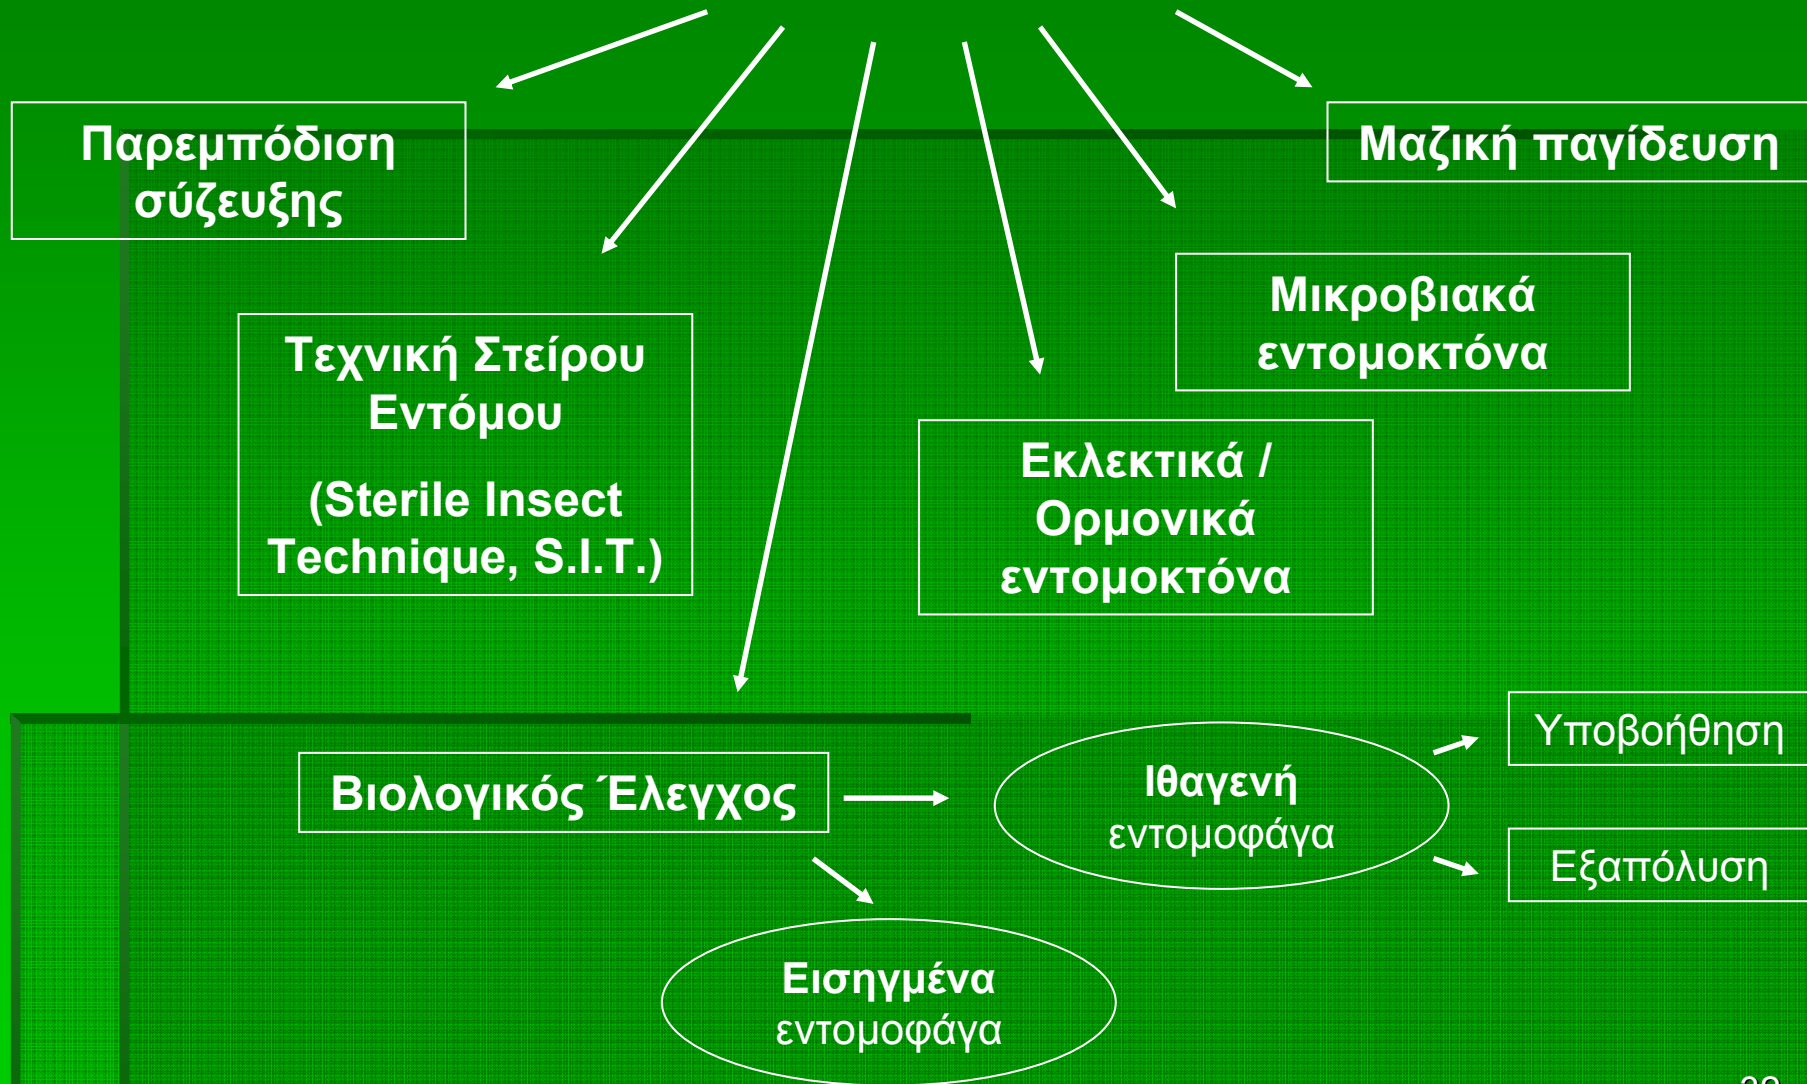 Παρεμπόδιση
σύζευξης
Μαζική παγίδευση
Μικροβιακά
εντομοκτόνα
Τεχνική Στείρου
Εντόμου
(Sterile Insect
Technique, S.I.T.)
Εκλεκτικά /
Ορμονικά
εντομοκτόνα
Βιολογικός Έλεγχος
Ιθαγενή
εντομοφάγα
Υποβοήθηση
Εξαπόλυση
Εισηγμένα
εντομοφάγα